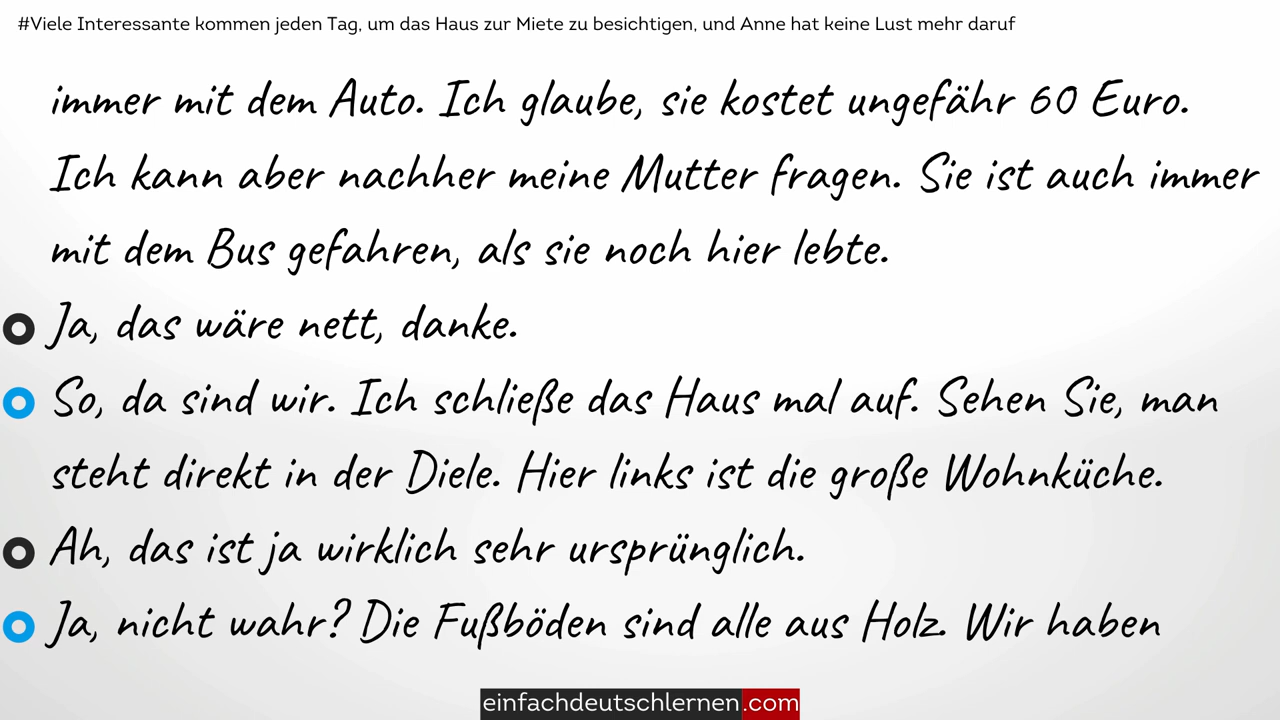 #Viele Interessante kommen jeden Tag, um das Haus zur Miete zu besichtigen, und Anne hat keine Lust mehr daruf
immer mit dem Auto. Ich glaube, sie kostet ungefähr 60 Euro.
Ich kann aber nachher meine Mutter fragen. Sie ist auch immer
mit dem Bus gefahren, als sie noch hier lebte.
Ja, das wäre nett, danke.
So, da sind wir. Ich schließe das Haus mal auf. Sehen Sie, man
steht direkt in der Diele. Hier links ist die große Wohnküche.
Ah, das ist ja wirklich sehr ursprünglich.
Ja, nicht wahr? Die Fußböden sind alle aus Holz. Wir haben
einfachdeutschlernen.com